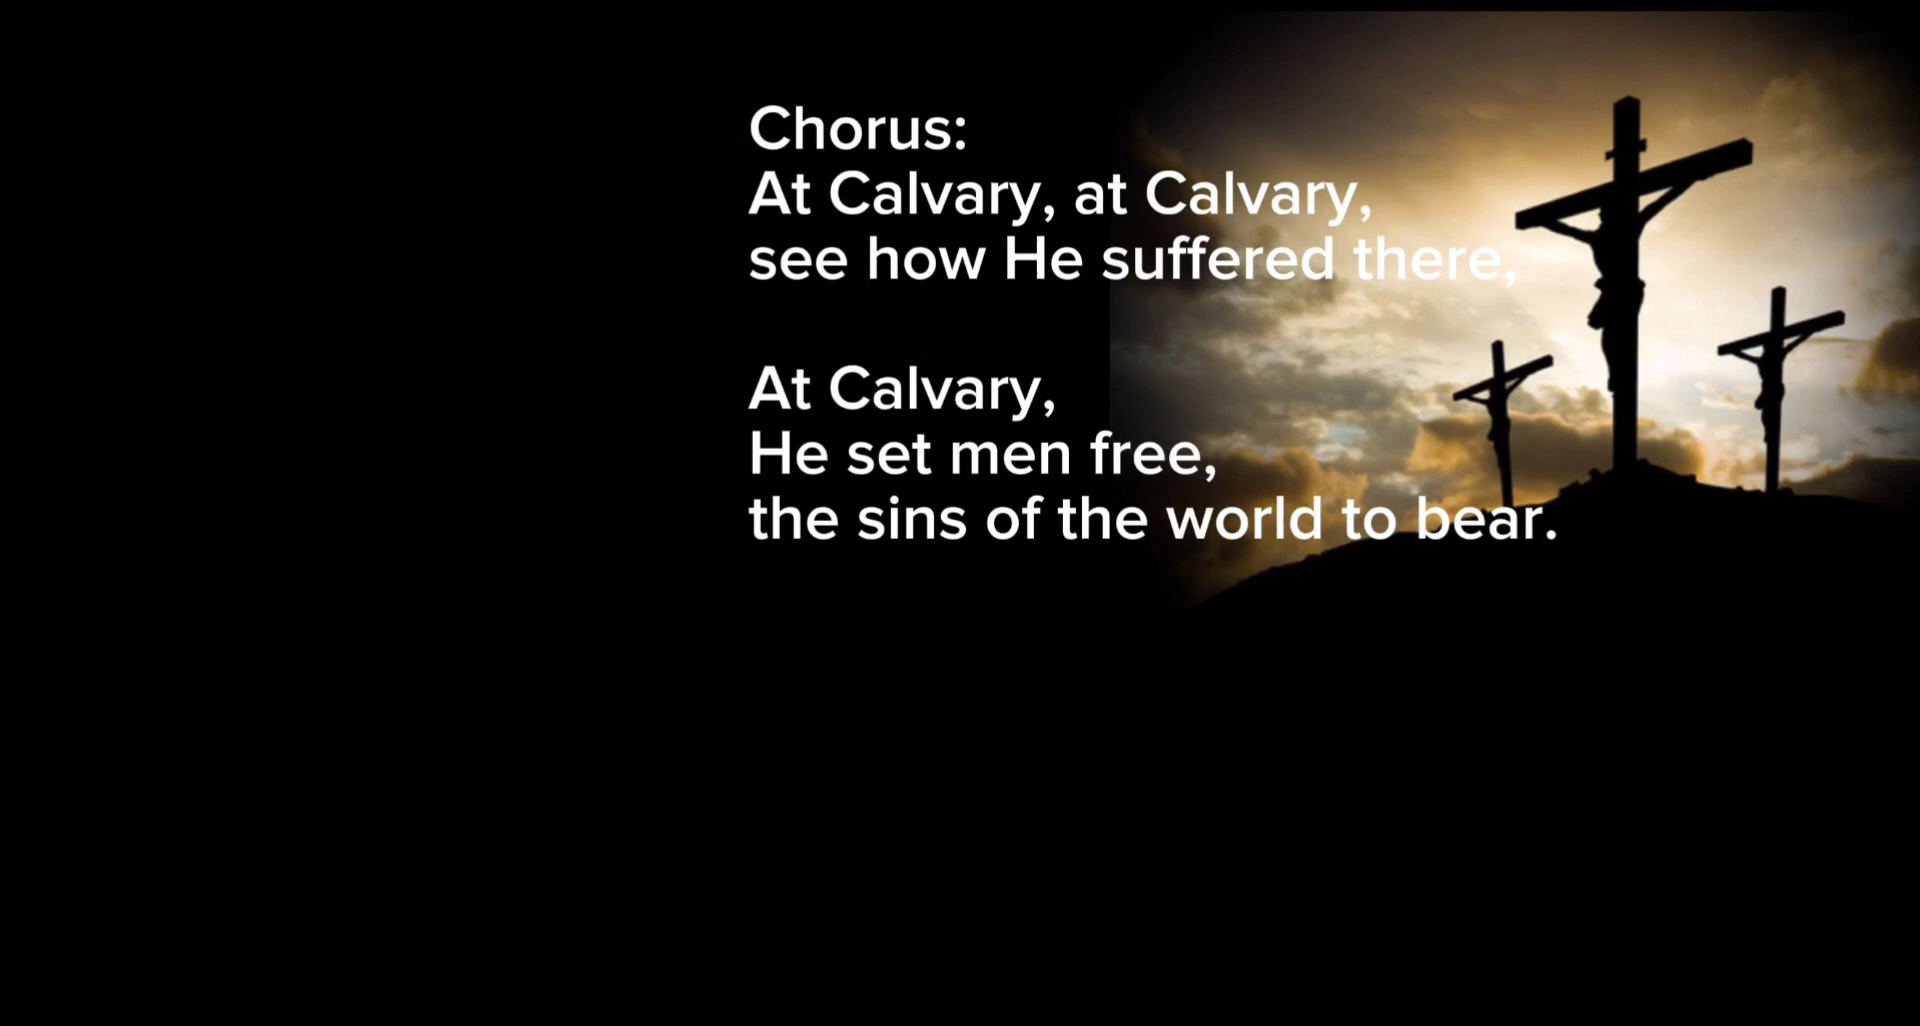 Chorus:
At Calvary, at Calvary,
see how He suffered there,
At Calvary,
He set men free,
the sins of the world to bear.